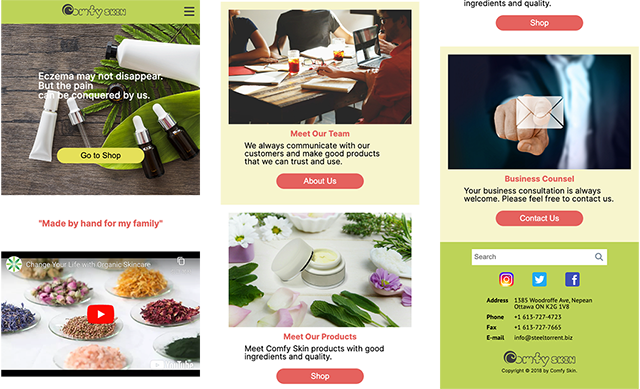 Comfy SKIN
Eczema may not disappear.
But the pain
can be conquered by us.
Go to Shop
"Made by hand for my family"
Change Your Life with Organic Skincare
YouTube
Meet Our Team
We always communicate with our
customers and make good products
that we can trust and use.
About Us
Meet Our Products
Meet Comfy Skin products with good
ingredients and quality.
Shop
ingredients and quality.
Shop
Business Counsel
Your business consultation is always
welcome. Please feel free to contact us.
Contact Us
Search
Address 1385 Woodroffe Ave, Nepean
Ottawa ON K2G 1V8
Phone +1 613-727-4723
Fax +1 613-727-7665
E-mail info@steeltorrent.biz
Comfy SKIN
Copyright © 2018 by Comfy Skin.